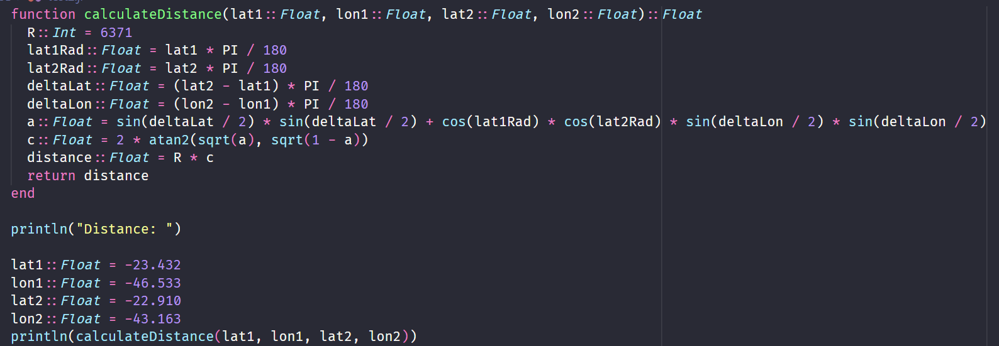 function calculateDistance(lat1::Float, lon1::Float, lat2::Float, lon2::Float)::Float
  R::Int = 6371
  lat1Rad::Float = lat1 * PI / 180
  lat2Rad::Float = lat2 * PI / 180
  deltaLat::Float = (lat2 - lat1) * PI / 180
  deltaLon::Float = (lon2 - lon1) * PI / 180
  a::Float = sin(deltaLat / 2) * sin(deltaLat / 2) + cos(lat1Rad) * cos(lat2Rad) * sin(deltaLon / 2) * sin(deltaLon / 2)
  c::Float = 2 * atan2(sqrt(a), sqrt(1 - a))
  distance::Float = R * c
  return distance
end

println("Distance: ")

lat1::Float = -23.432
lon1::Float = -46.533
lat2::Float = -22.910
lon2::Float = -43.163
println(calculateDistance(lat1, lon1, lat2, lon2))